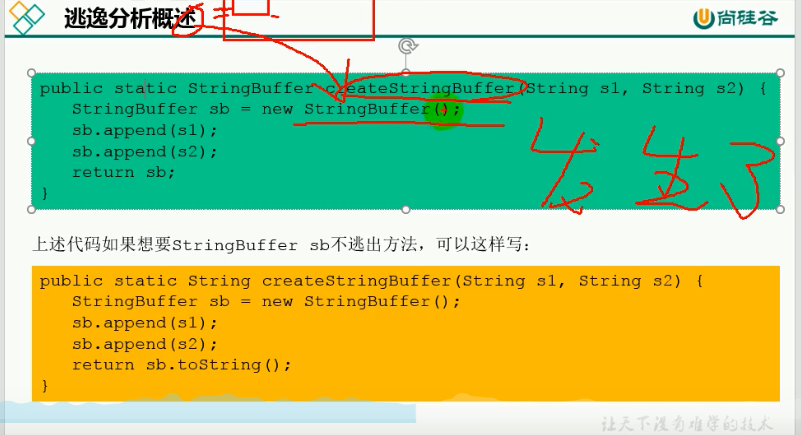 逃逸分析概述
尚硅谷
public static StringBuffer createStringBuffer(String s1, String s2) {
StringBuffer sb = new StringBuffer();
sb.append(s1);
sb.append(s2);
return sb;
}
发生了
上述代码如果想要StringBuffer sb不逃出方法，可以这样写：
public static String createStringBuffer(String s1, String s2) {
StringBuffer sb = new StringBuffer();
sb.append(s1);
sb.append(s2);
return sb.toString();
}
让天下没有难学的技术